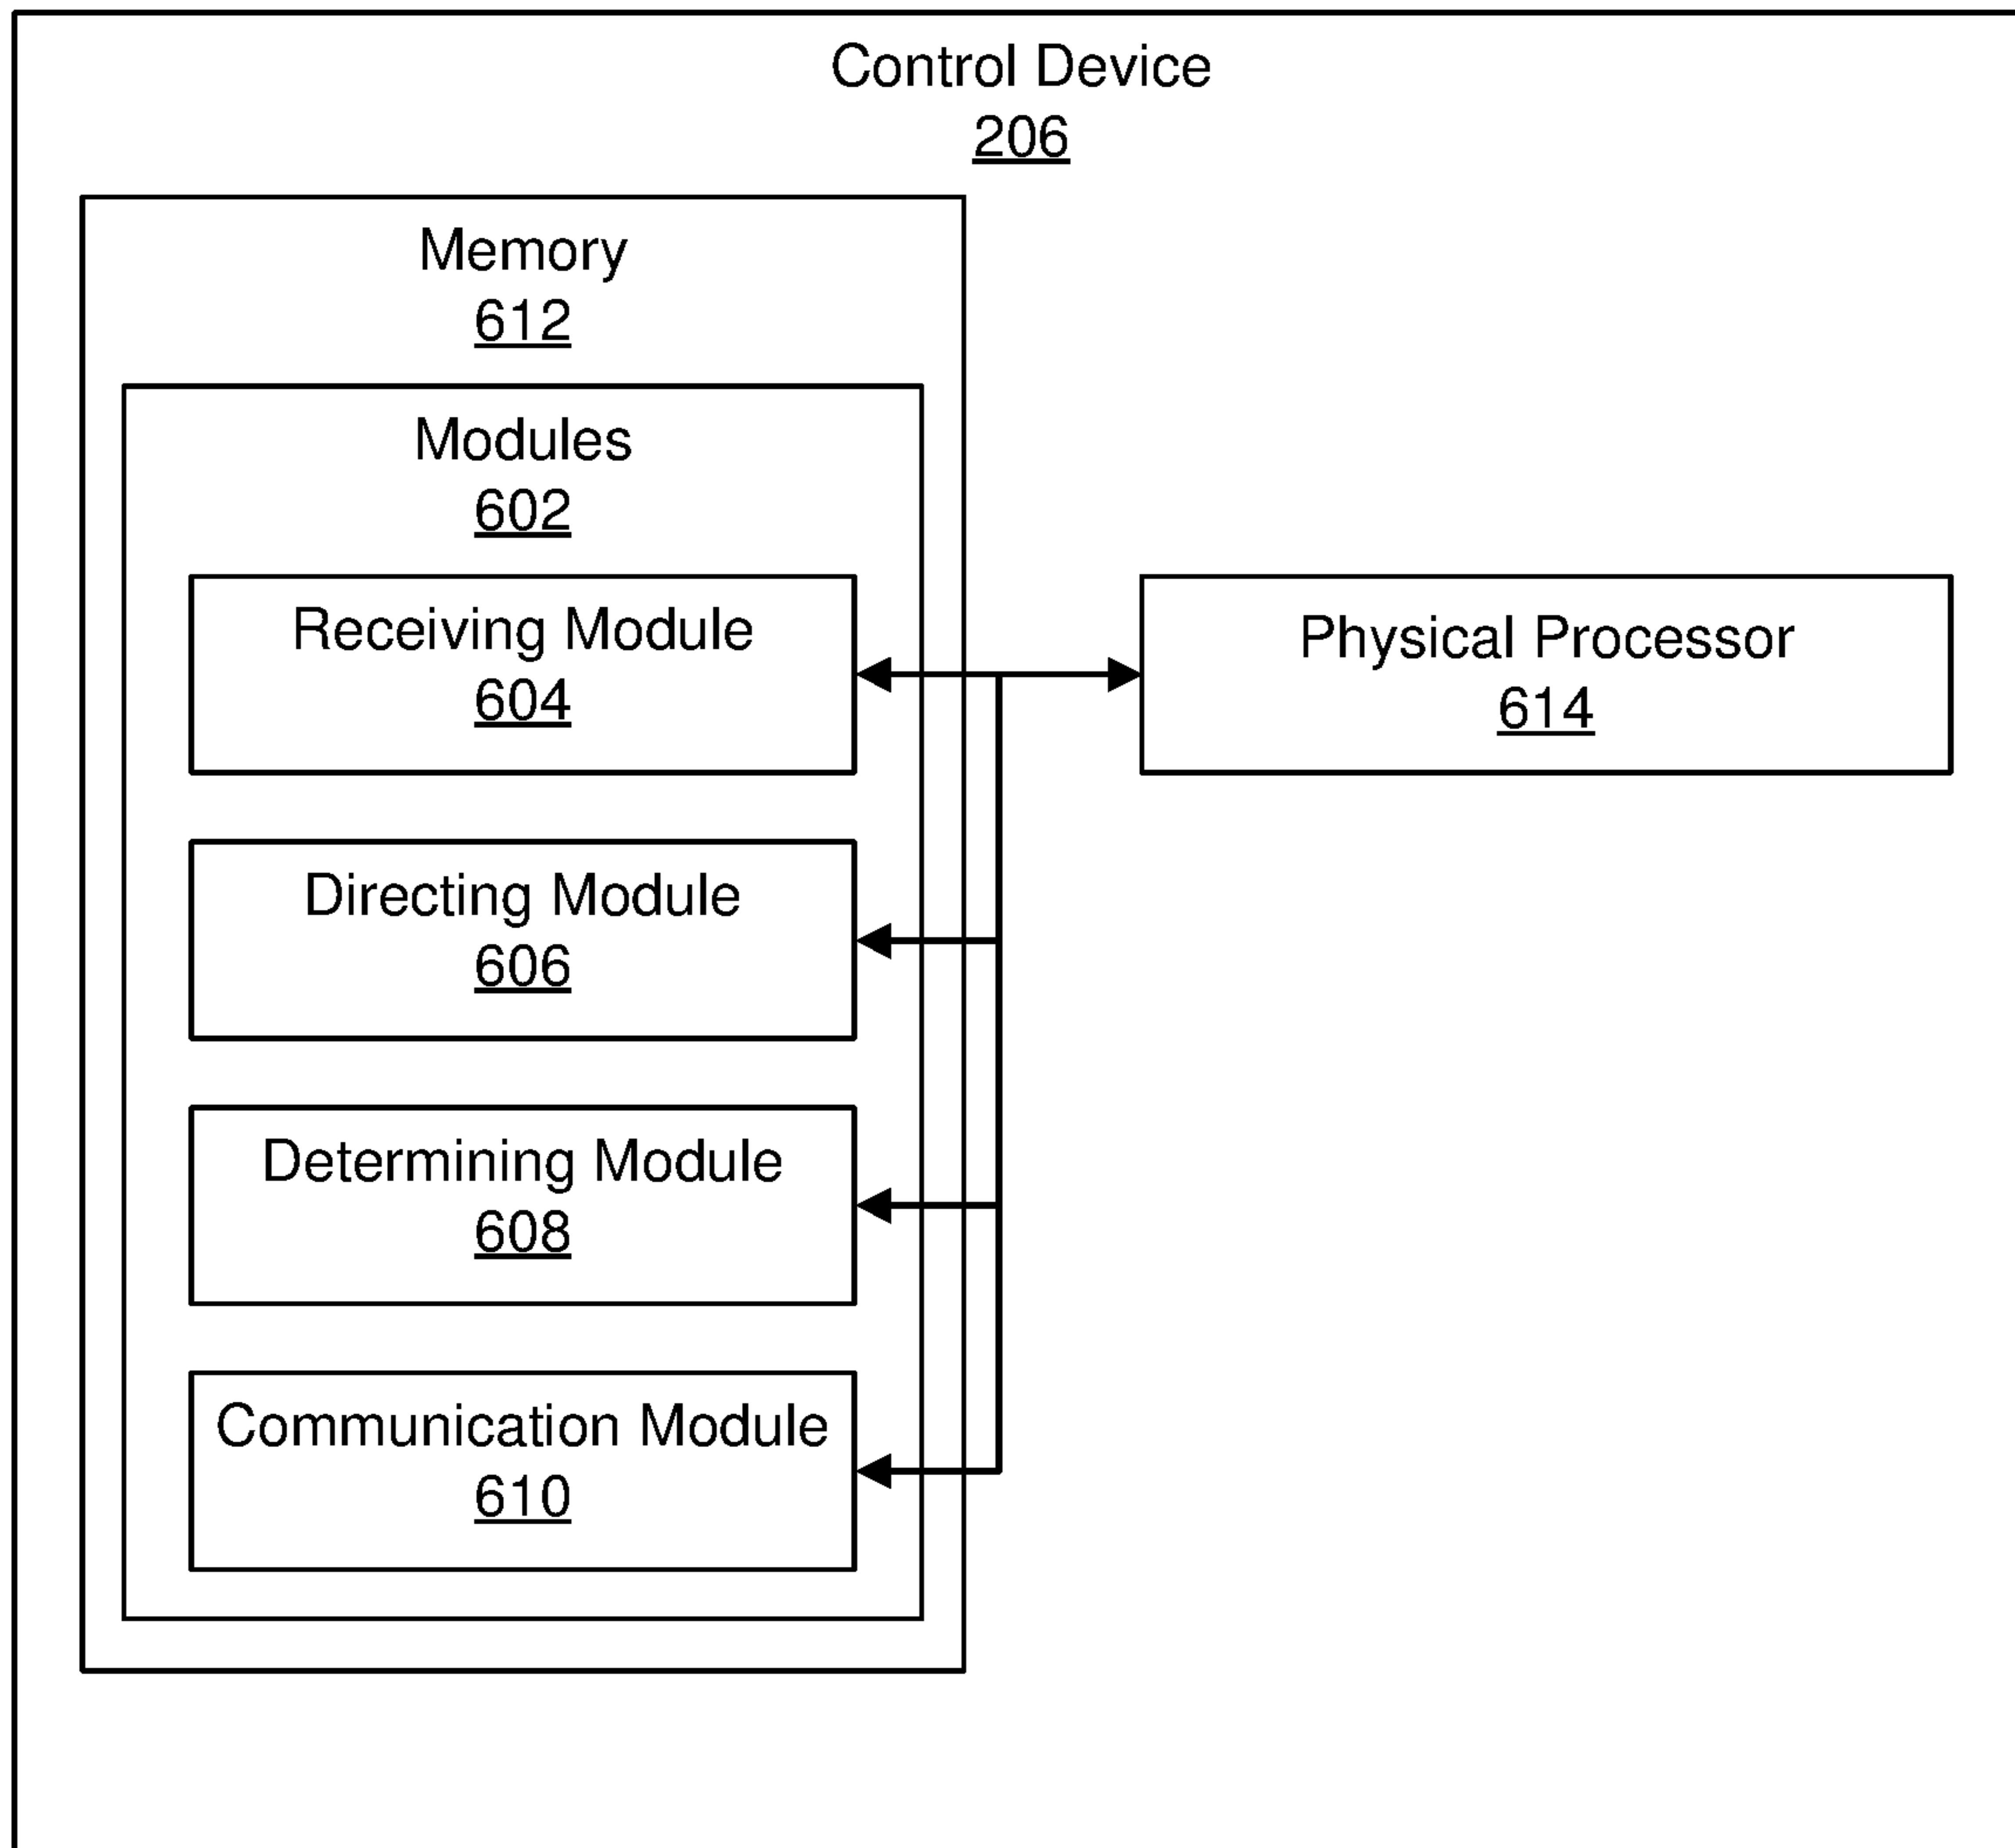 Control Device
206
Memory
612
Modules
602
Receiving Module
604
Physical Processor
614
Directing Module
606
Determining Module
608
Communication Module
610